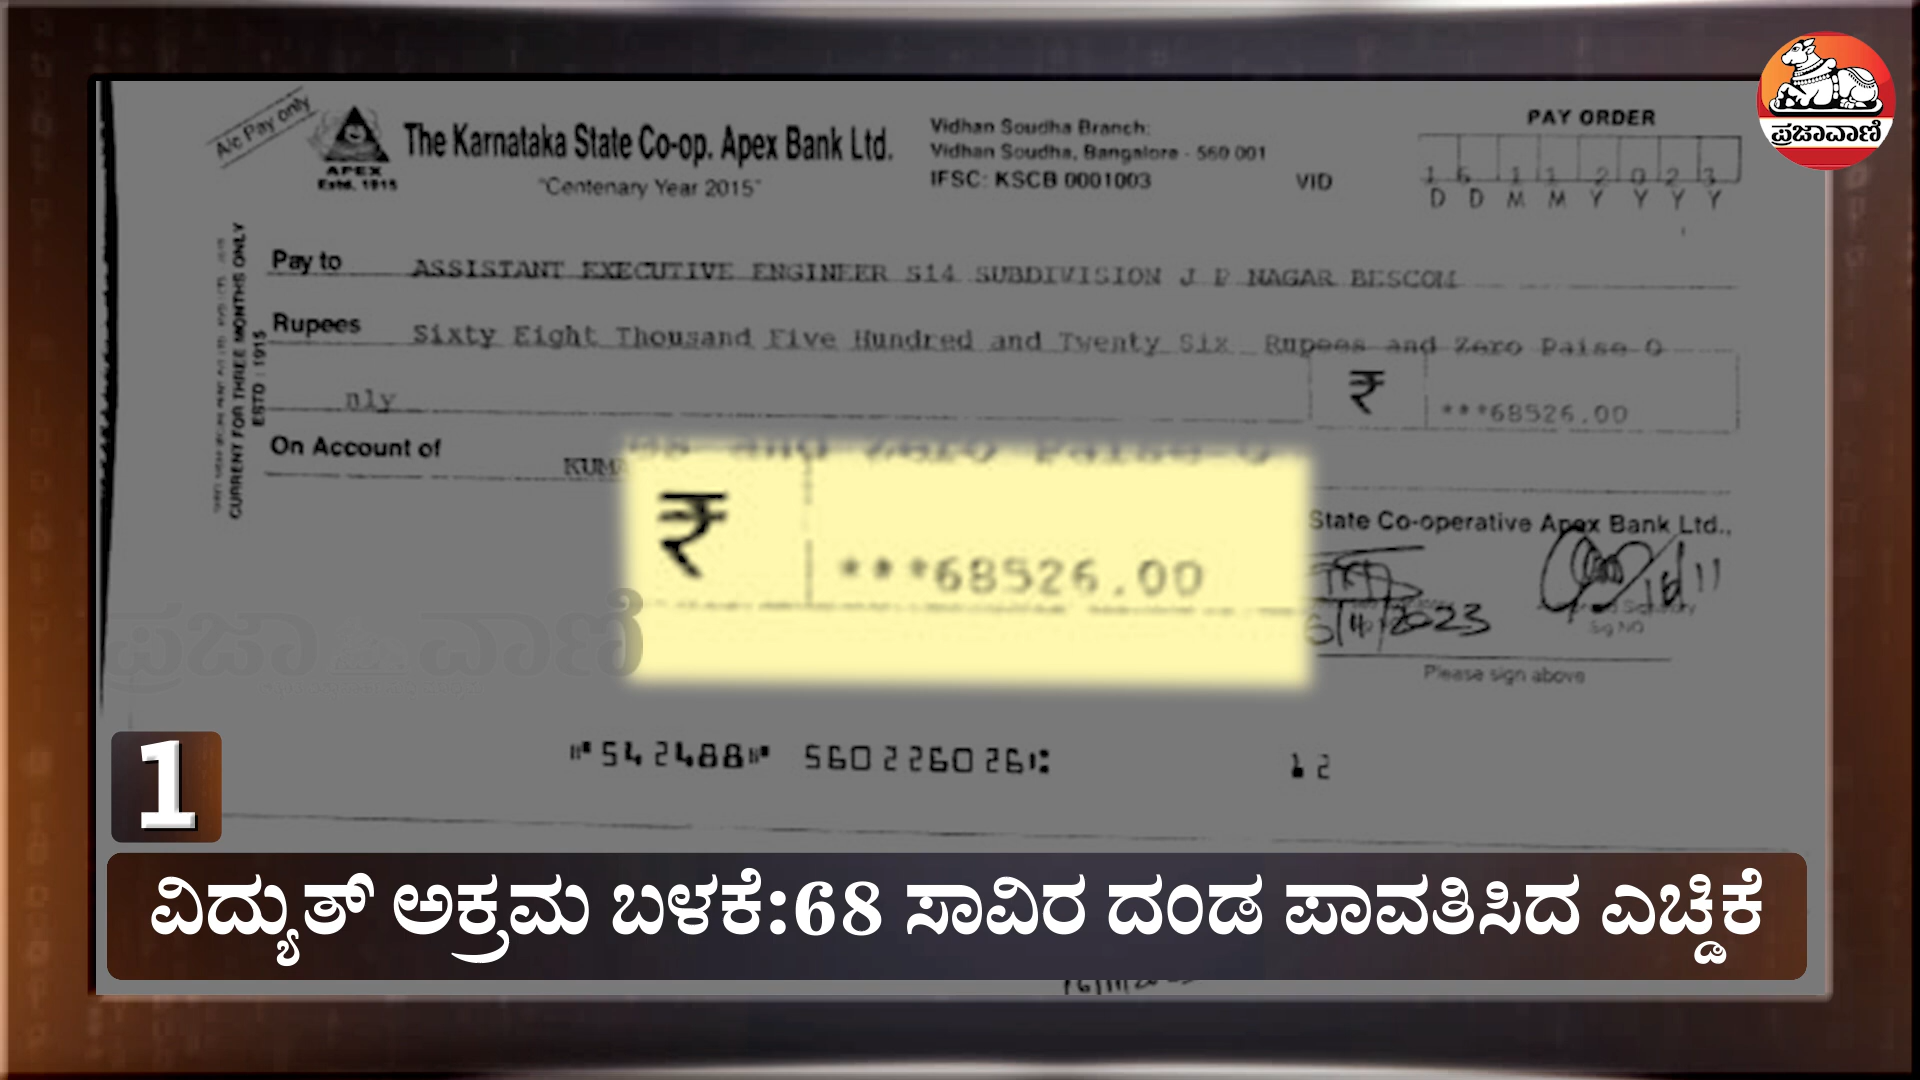 A/c Pay only
APEX
Estd. 1915
The Karnataka State Co-op. Apex Bank Ltd.
"Centenary Year 2015"
Vidhan Soudha Branch:
Vidhan Soudha, Bangalore - 560 001
IFSC: KSCB 0001003
VID
PAY ORDER
1 6 1 1 2 0 2 3
D D M M Y Y Y Y
ಪ್ರಜಾವಾಣಿ
CURRENT FOR THREE MONTHS ONLY
ESTD : 1915
Pay to ASSISTANT EXECUTIVE ENGINEER S14 SUBDIVISION J P NAGAR BESCOM
Rupees Sixty Eight Thousand Five Hundred and Twenty Six Rupees and Zero Paise O
nly
₹ ***68526.00
On Account of
₹ ***68526.00
State Co-operative Apex Bank Ltd.,
Please sign above
ಪ್ರಜಾವಾಣಿ
542488 560226026 12
1
ವಿದ್ಯುತ್ ಅಕ್ರಮ ಬಳಕೆ:68 ಸಾವಿರ ದಂಡ ಪಾವತಿಸಿದ ಎಚ್ಡಿಕೆ